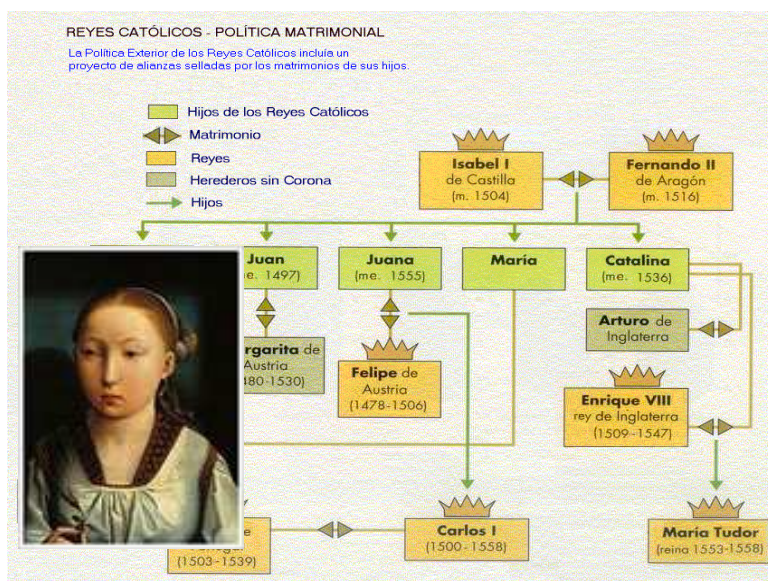 REYES CATÓLICOS - POLÍTICA MATRIMONIAL
La Política Exterior de los Reyes Católicos incluía un
proyecto de alianzas selladas por los matrimonios de sus hijos.
Hijos de los Reyes Católicos
Matrimonio
Reyes
Herederos sin Corona
Hijos
Isabel I
de Castilla
(m. 1504)
Fernando II
de Aragón
(m. 1516)
Juan
e. 1497)
Juana
(me. 1555)
María
Catalina
(me. 1536)
rgarita de
Austria
480-1530)
Felipe de
Austria
(1478-1506)
Arturo de
Inglaterra
Enrique VIII
rey de Inglaterra
(1509-1547)
e
(1503-1539)
Carlos I
(1500-1558)
María Tudor
(reina 1553-1558)